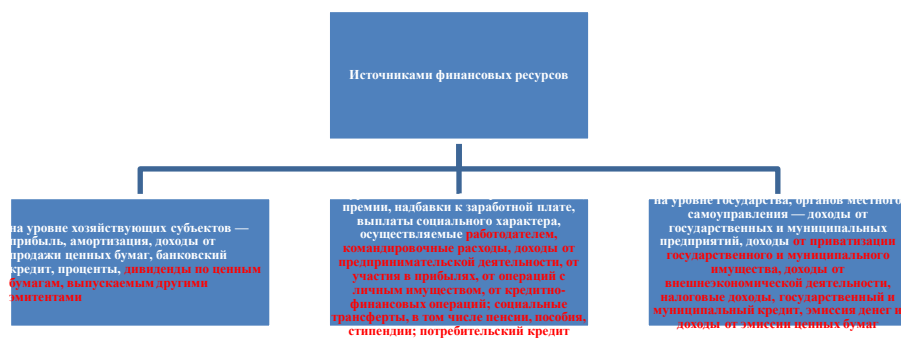 Источниками финансовых ресурсов
на уровне хозяйствующих субъектов —
прибыль, амортизация, доходы от
продажи ценных бумаг, банковский
кредит, проценты, дивиденды по ценным
бумагам, выпускаемым другими
эмитентами
премии, надбавки к заработной плате,
выплаты социального характера,
осуществляемые работодателем,
командировочные расходы, доходы от
предпринимательской деятельности, от
участия в прибылях, от операций с
личным имуществом, от кредитно-
финансовых операций; социальные
трансферты, в том числе пенсии, пособия,
стипендии; потребительский кредит
на уровне государства, органов местного
самоуправления — доходы от
государственных и муниципальных
предприятий, доходы от приватизации
государственного и муниципального
имущества, доходы от
внешнеэкономической деятельности,
налоговые доходы, государственный и
муниципальный кредит, эмиссия денег и
доходы от эмиссии ценных бумаг